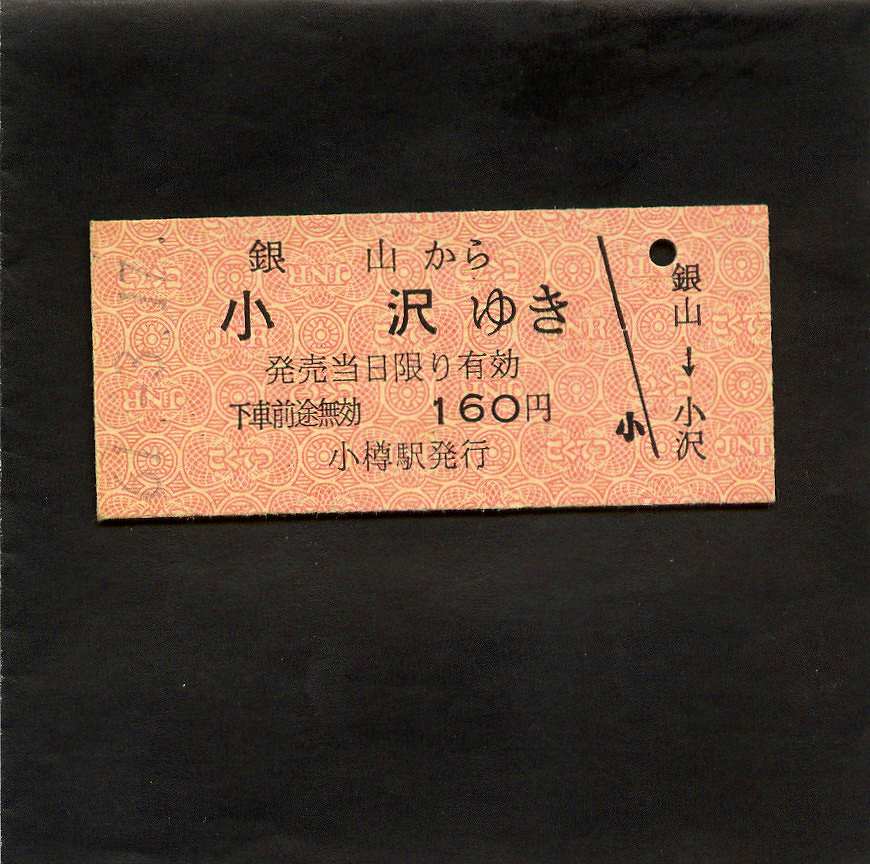 銀山から
小沢ゆき
発売当日限り有効
下車前途無効 160円
小樽駅発行
小
銀山→小沢